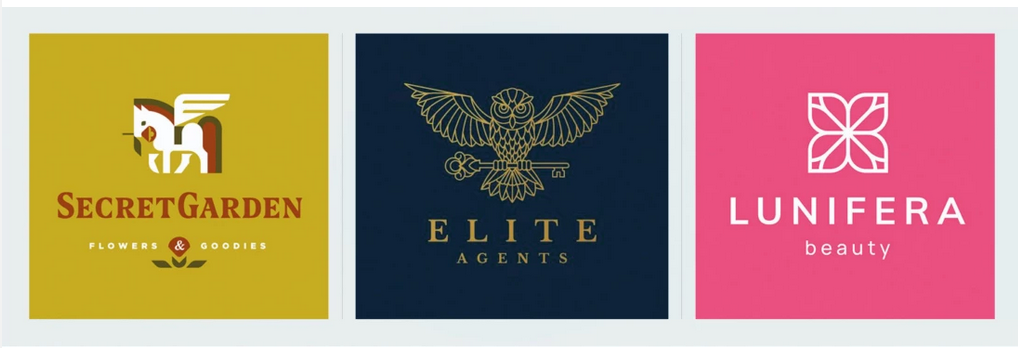 SECRETGARDEN
FLOWERS & GOODIES
ELITE
AGENTS
LUNIFERA
beauty